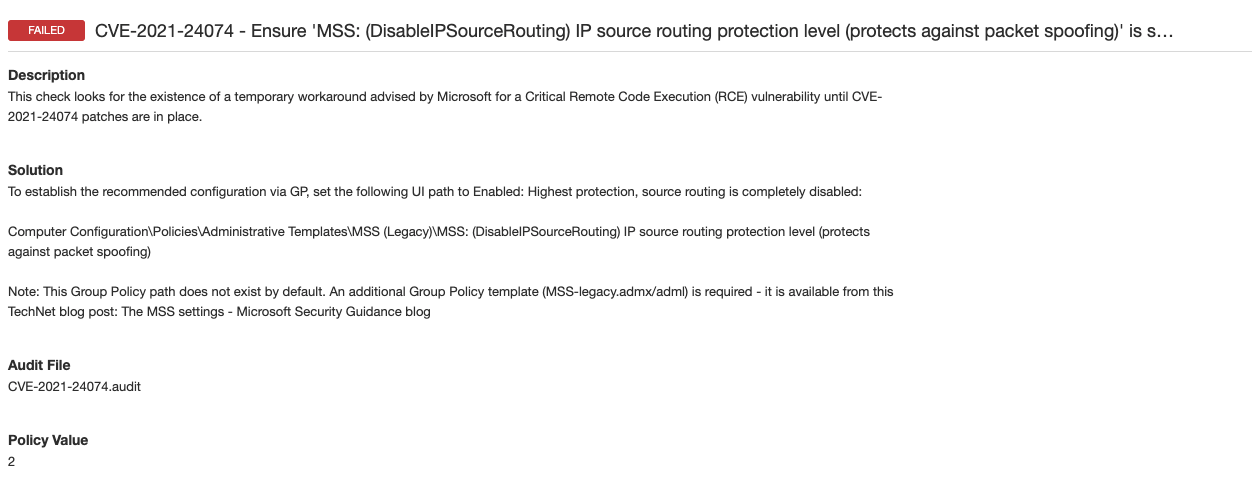 FAILED CVE-2021-24074 - Ensure 'MSS: (DisableIPSourceRouting) IP source routing protection level (protects against packet spoofing)' is s…
Description
This check looks for the existence of a temporary workaround advised by Microsoft for a Critical Remote Code Execution (RCE) vulnerability until CVE-
2021-24074 patches are in place.
Solution
To establish the recommended configuration via GP, set the following UI path to Enabled: Highest protection, source routing is completely disabled:
Computer Configuration\Policies\Administrative Templates\MSS (Legacy)\MSS: (DisableIPSourceRouting) IP source routing protection level (protects
against packet spoofing)
Note: This Group Policy path does not exist by default. An additional Group Policy template (MSS-legacy.admx/adml) is required - it is available from this
TechNet blog post: The MSS settings - Microsoft Security Guidance blog
Audit File
CVE-2021-24074.audit
Policy Value
2